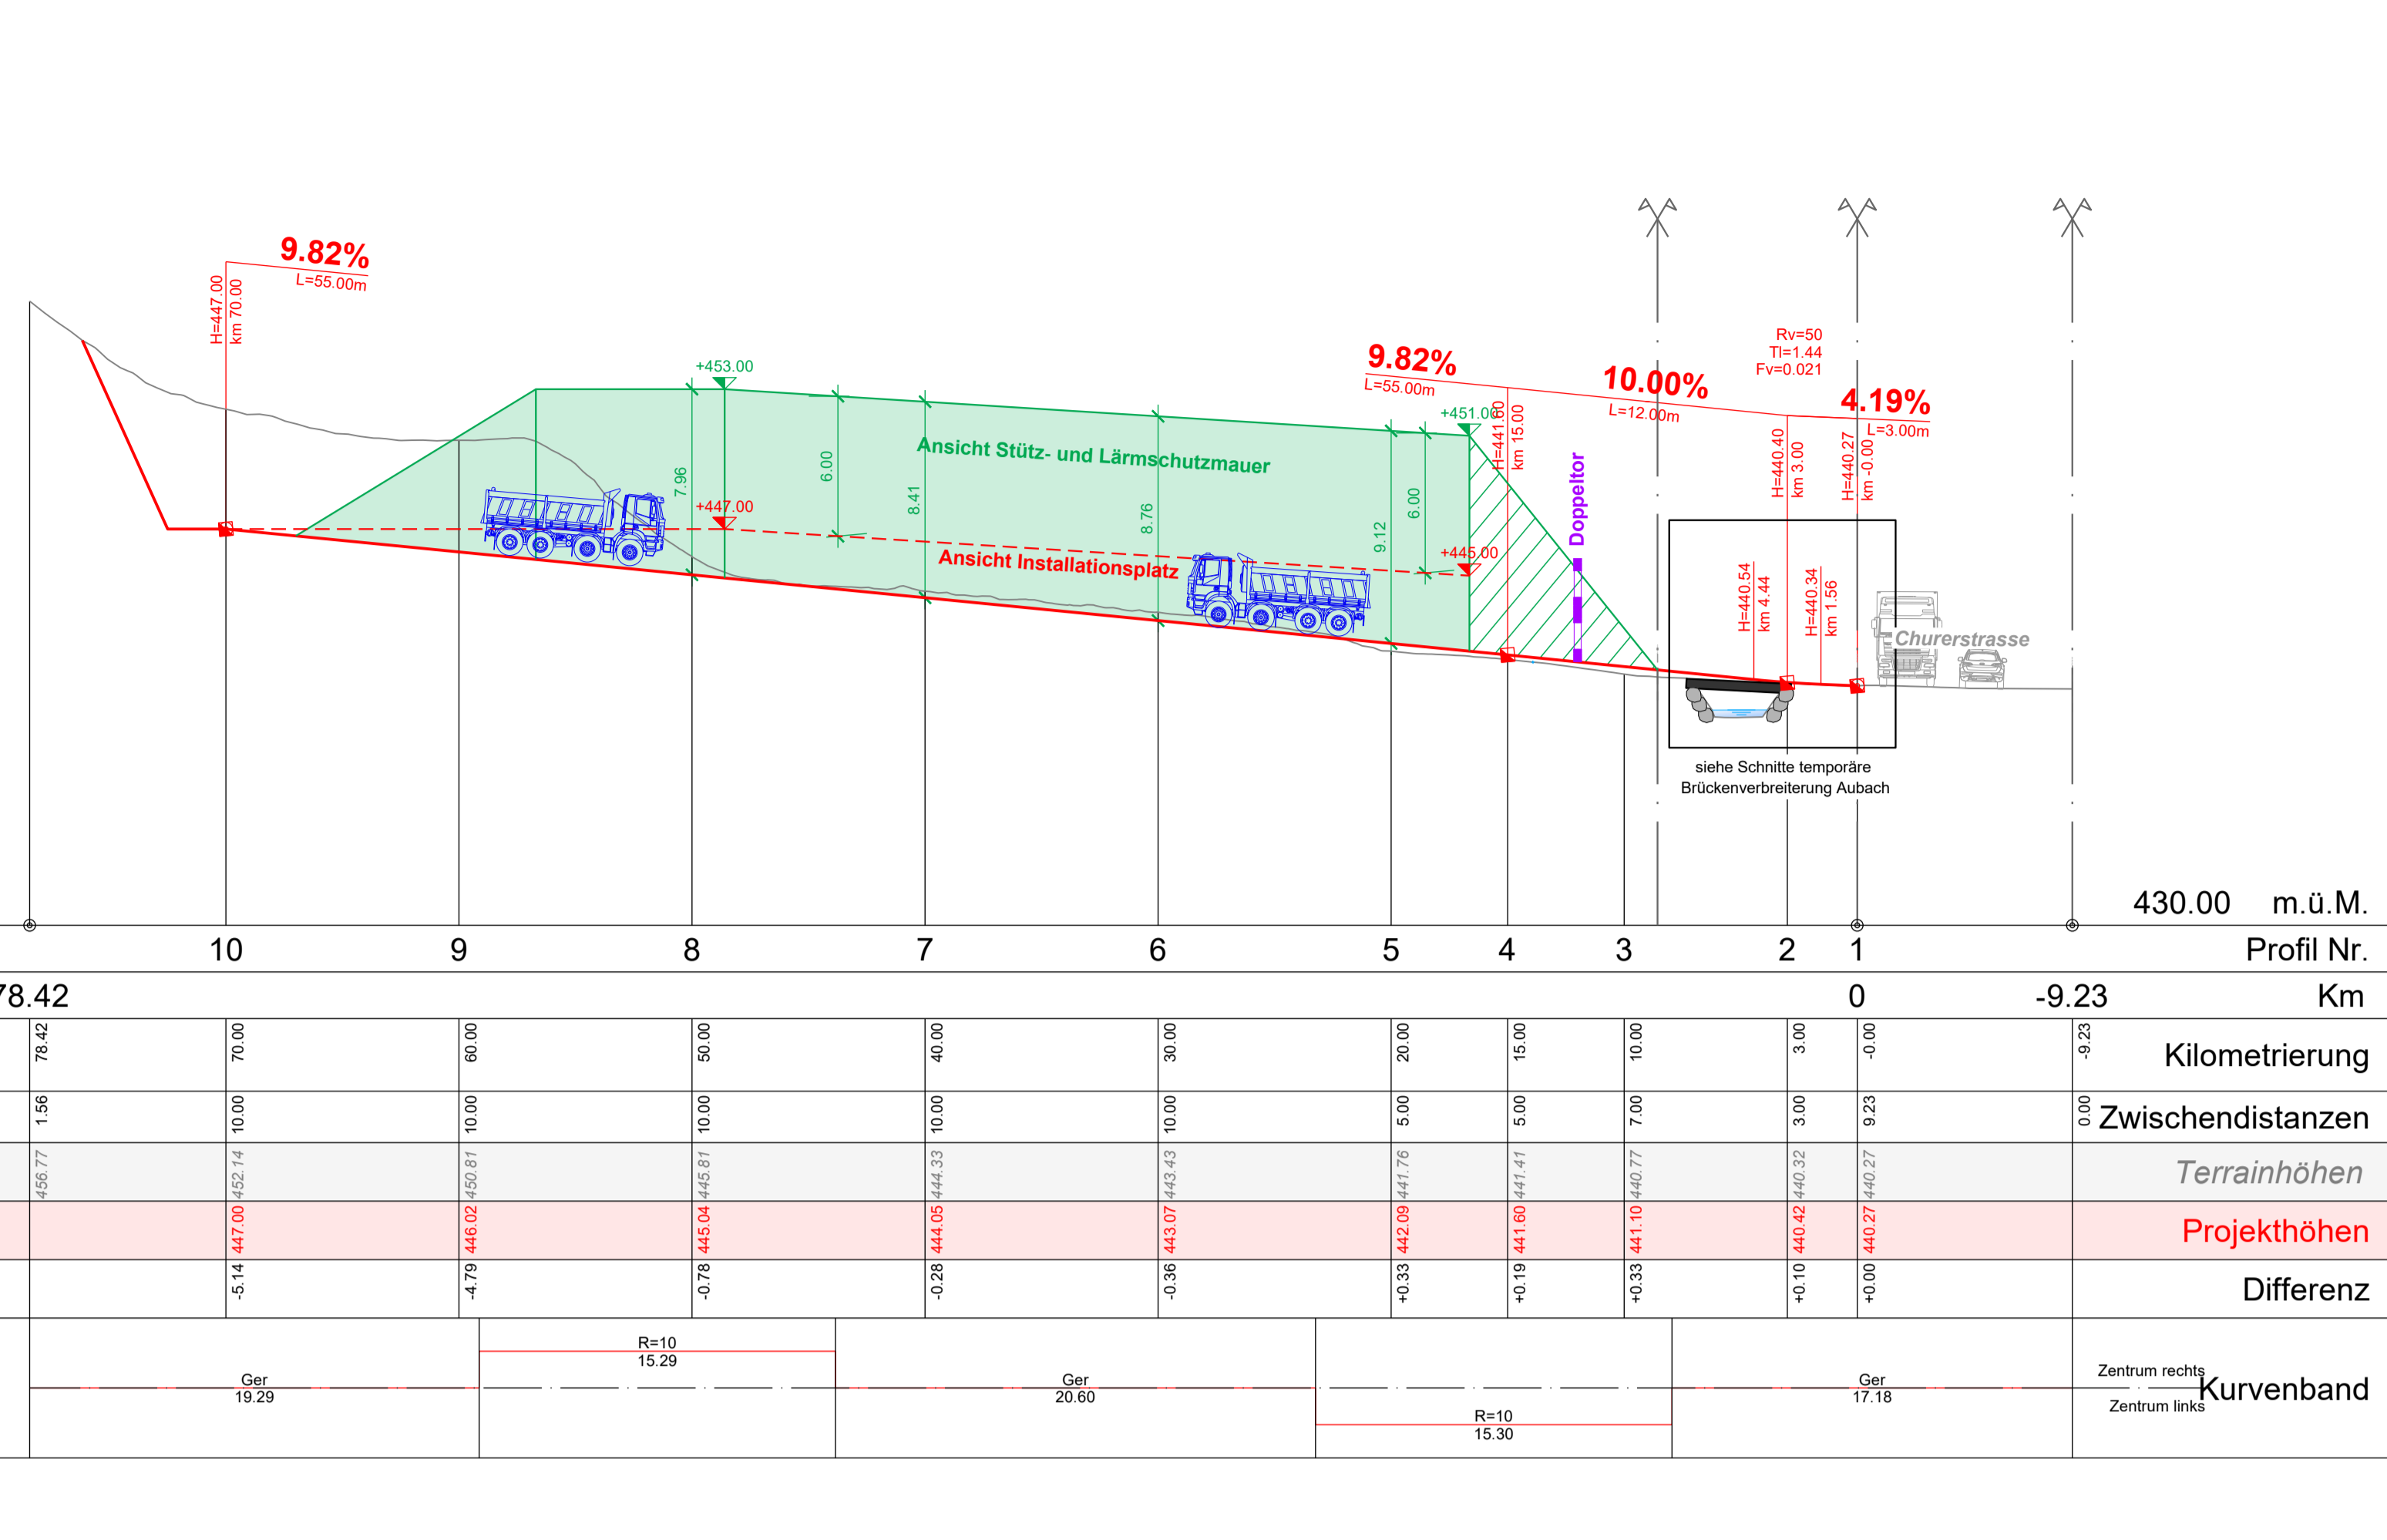 9.82%
L=55.00m
H=447.00
km 70.00
+453.00
+447.00
7.96
6.00
8.41
8.76
9.12
6.00
Ansicht Stütz- und Lärmschutzmauer
Ansicht Installationsplatz
9.82%
L=55.00m
+451.00
+445.00
H=441.60
km 15.00
Doppeltor
10.00%
L=12.00m
Rv=50
Tl=1.44
Fv=0.021
4.19%
L=3.00m
H=440.40
km 3.00
H=440.27
km -0.00
H=440.54
km 4.44
H=440.34
km 1.56
Churerstrasse
siehe Schnitte temporäre
Brückenverbreiterung Aubach
430.00 m.ü.M.
10 9 8 7 6 5 4 3 2 1 Profil Nr.
78.42 0 -9.23 Km
78.42 70.00 60.00 50.00 40.00 30.00 20.00 15.00 10.00 3.00 -0.00 -9.23 Kilometrierung
1.56 10.00 10.00 10.00 10.00 10.00 5.00 5.00 7.00 3.00 9.23 0.00 Zwischendistanzen
456.77 452.14 450.81 445.81 444.33 443.43 441.76 441.41 440.77 440.32 440.27 Terrainhöhen
447.00 446.02 445.04 444.05 443.07 442.09 441.60 441.10 440.42 440.27 Projekthöhen
-5.14 -4.79 -0.78 -0.28 -0.36 +0.33 +0.19 +0.33 +0.10 +0.00 Differenz
Ger
19.29
R=10
15.29
Ger
20.60
R=10
15.30
Ger
17.18
Zentrum rechts
Kurvenband
Zentrum links